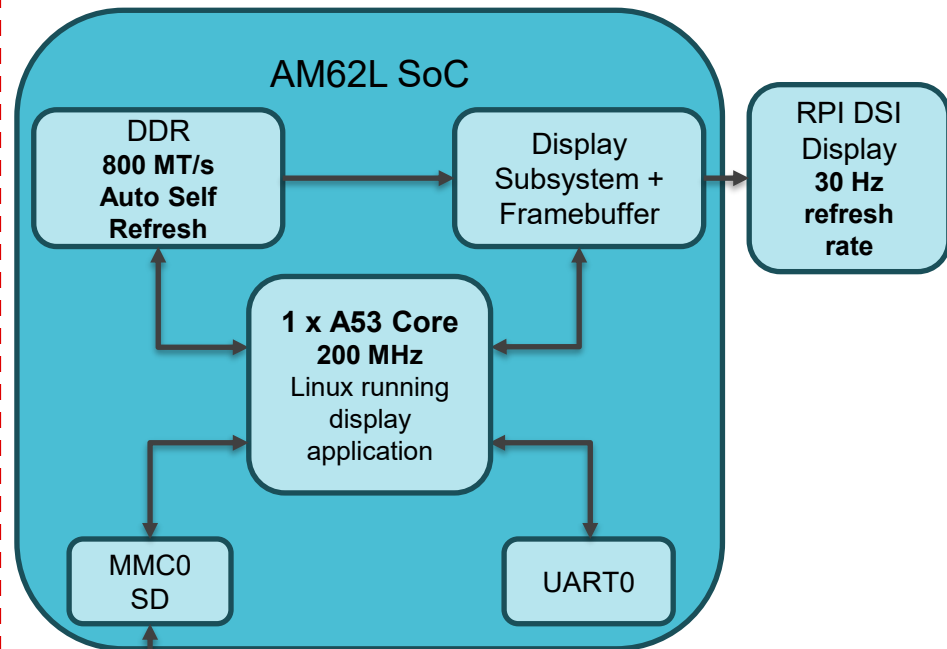 AM62L SoC
DDR
800 MT/s
Auto Self
Refresh
Display
Subsystem +
Framebuffer
RPI DSI
Display
30 Hz
refresh
rate
1 x A53 Core
200 MHz
Linux running
display
application
MMC0
SD
UART0